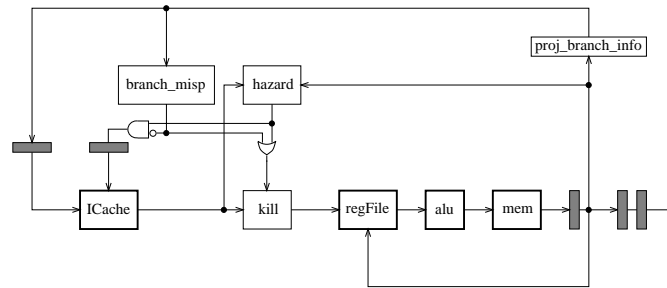 proj_branch_info
branch_misp
hazard
ICache
kill
regFile
alu
mem